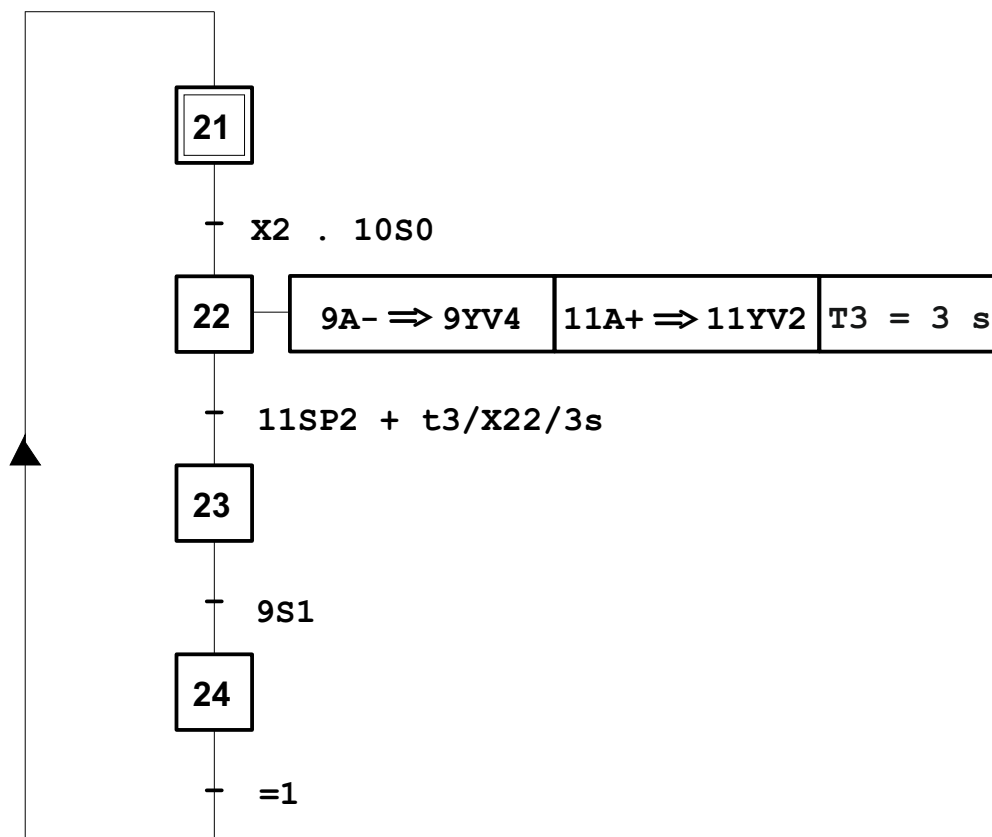 21
X2 . 10S0
22 9A- ⇒ 9YV4 11A+ ⇒ 11YV2 T3 = 3 s
11SP2 + t3/X22/3s
23
9S1
24
=1